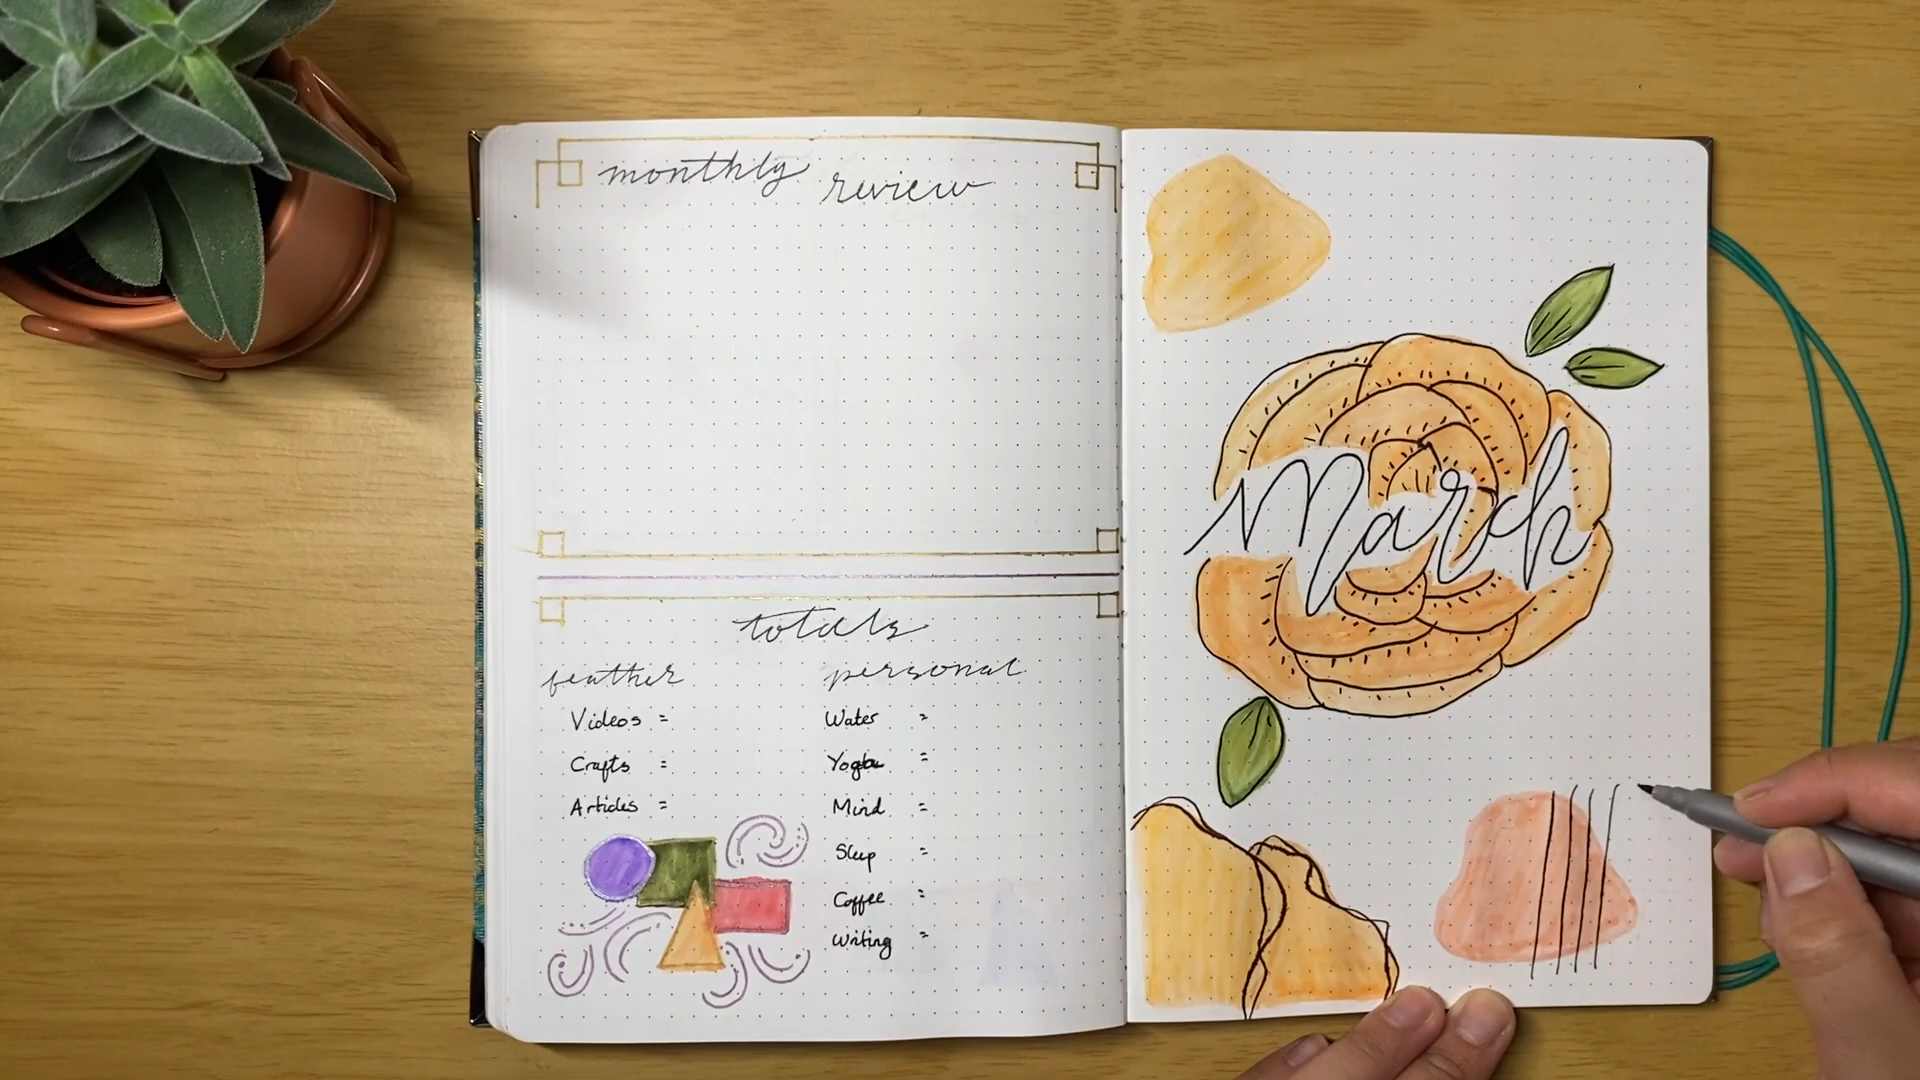 monthly review
totals
feather
Videos =
Crafts :
Articles =
personal
Water =
Yoga =
Mind =
Sleep =
Coffee =
Writing =
March